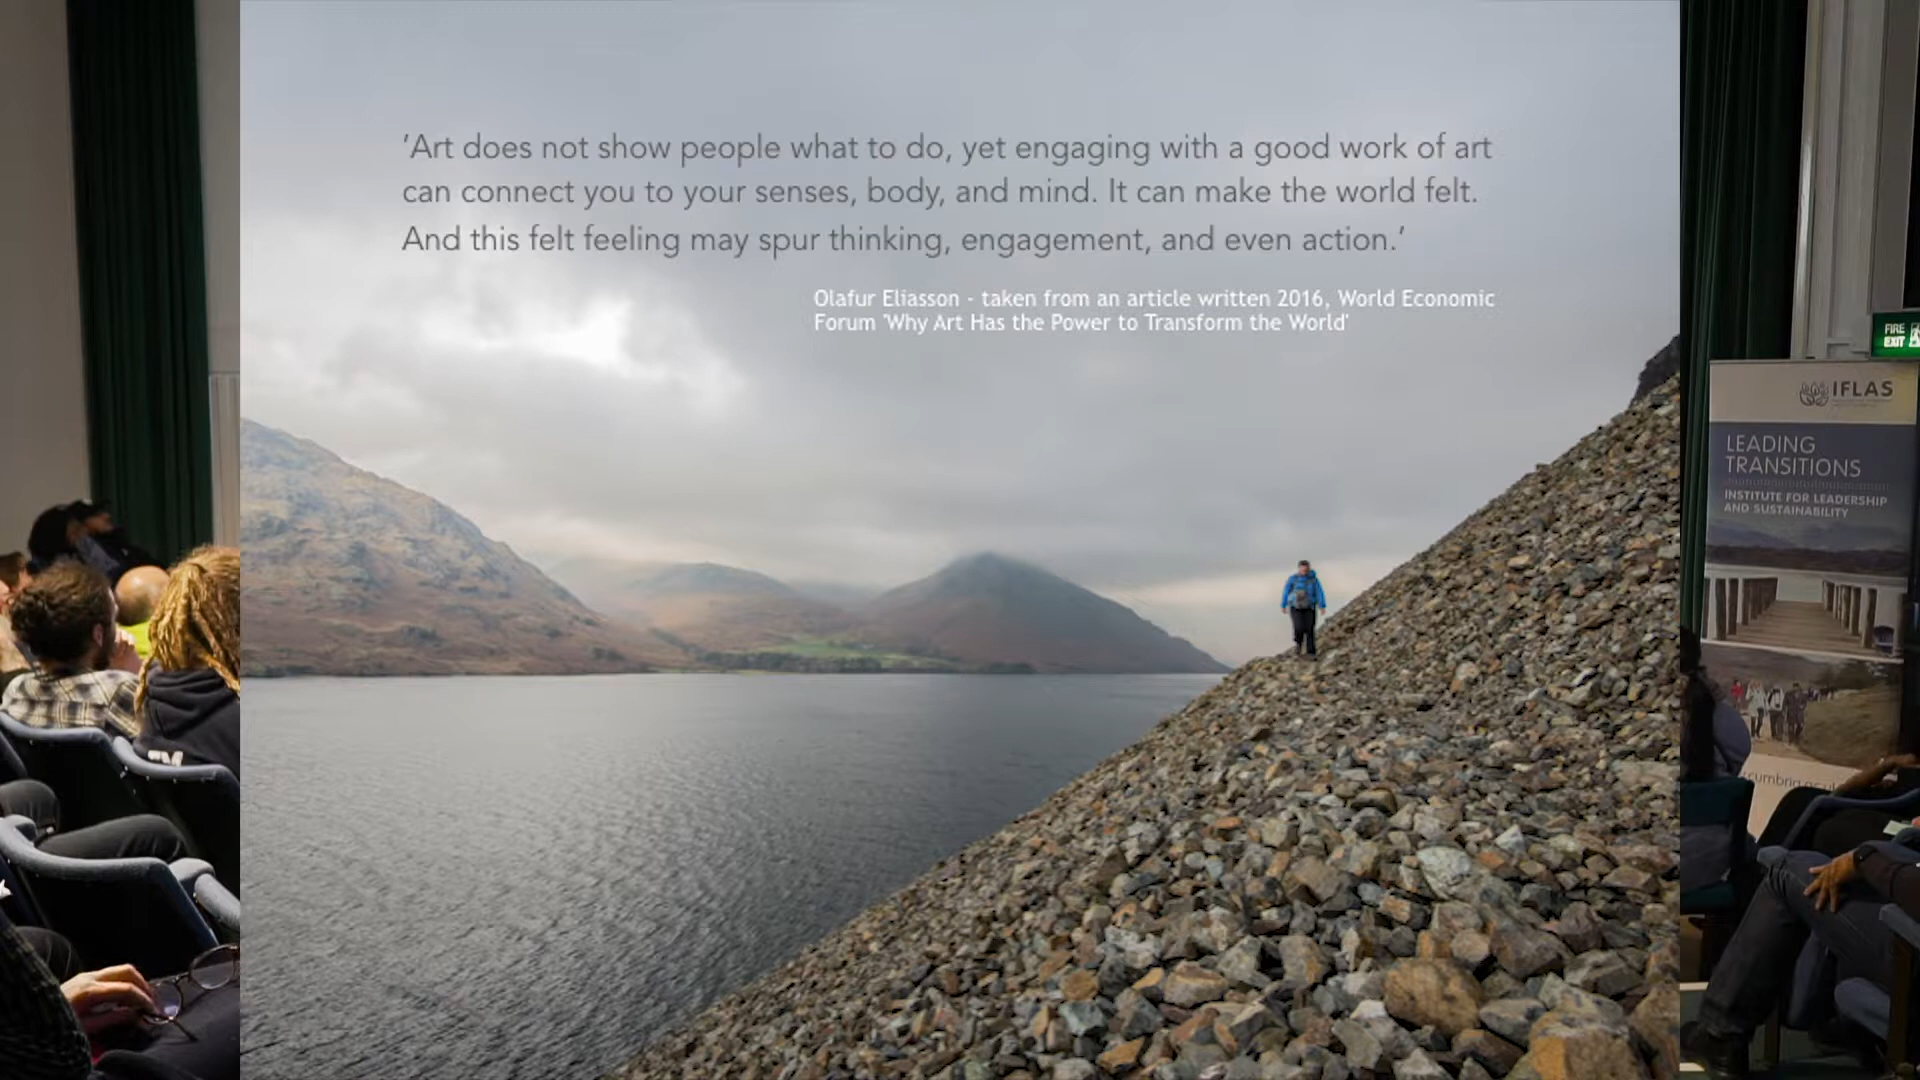 'Art does not show people what to do, yet engaging with a good work of art
can connect you to your senses, body, and mind. It can make the world felt.
And this felt feeling may spur thinking, engagement, and even action.'
Olafur Eliasson - taken from an article written 2016, World Economic
Forum 'Why Art Has the Power to Transform the World'
FIRE
EXIT
IFLAS
LEADING
TRANSITIONS
INSTITUTE FOR LEADERSHIP
AND SUSTAINABILITY